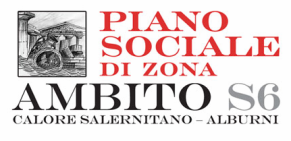 PIANO
SOCIALE
DI ZONA
AMBITO S6
CALORE SALERNITANO – ALBURNI